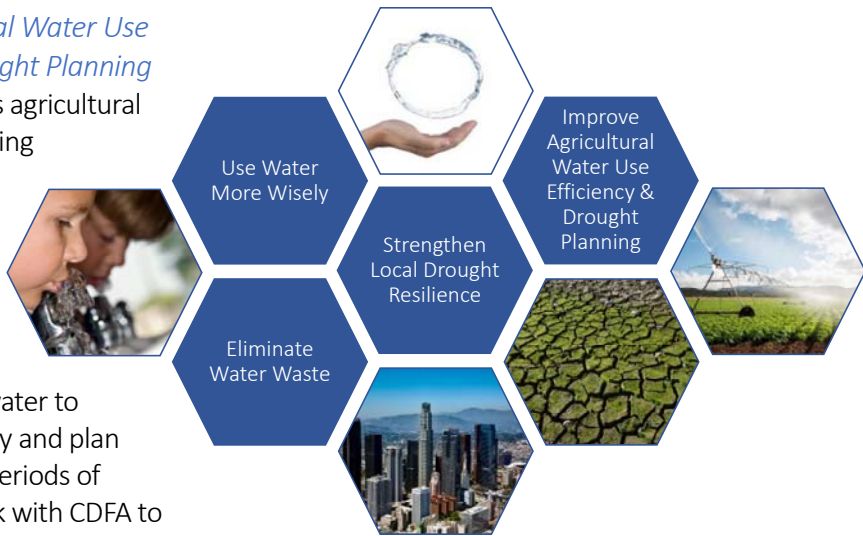 al Water Use
ght Planning
s agricultural
ing
Use Water
More Wisely
Improve
Agricultural
Water Use
Efficiency &
Drought
Planning
Strengthen
Local Drought
Resilience
Eliminate
Water Waste
vater to
y and plan
eriods of
k with CDFA to